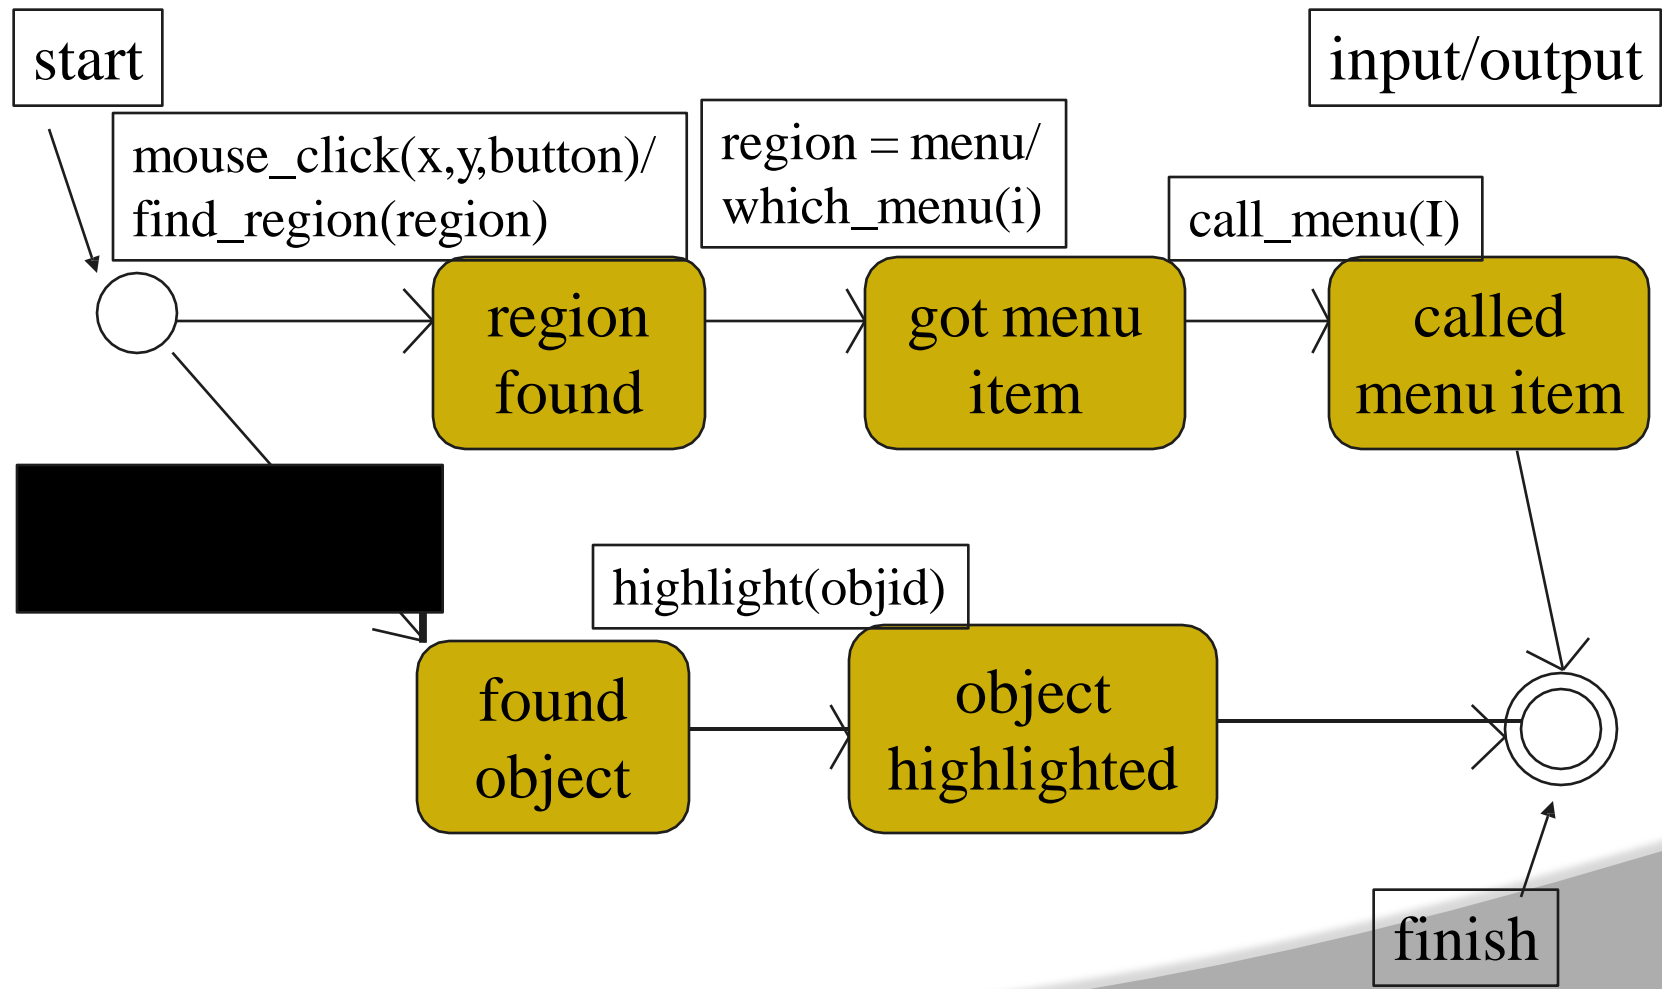 start
input/output
mouse_click(x,y,button)/
find_region(region)
region = menu/
which_menu(i)
call_menu(I)
region
found
got menu
item
called
menu item
highlight(objid)
found
object
object
highlighted
finish